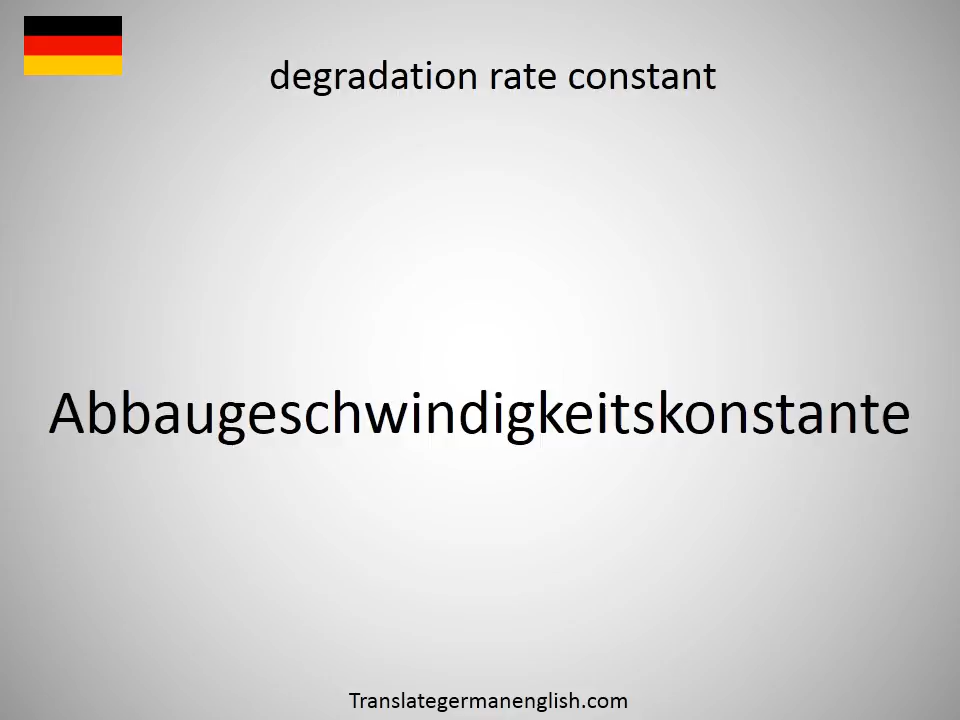 degradation rate constant
Abbaugeschwindigkeitskonstante
Translategermanenglish.com